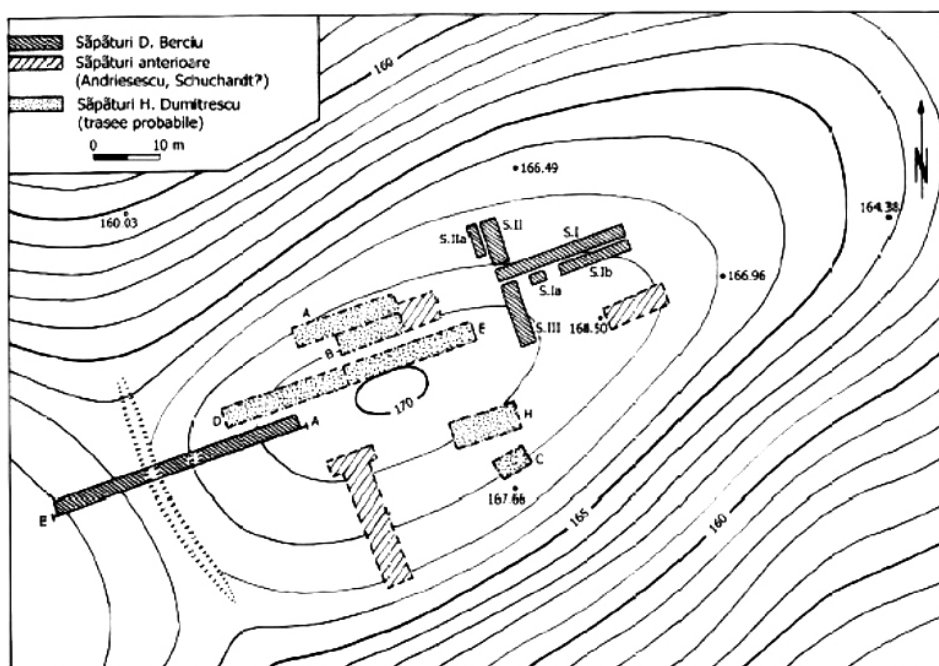 Săpături D. Berciu
Săpături anterioare
(Andriesescu, Schuchardt?)
Săpături H. Dumitrescu
(trasee probabile)
0 10 m
160
N
166.49
160.03
164.38
S.IIa
S.II
S.I
S.Ib
S.Ia
166.96
A
S.III
168.50
B
E
170
D
A
H
C
167.66
B
165
160